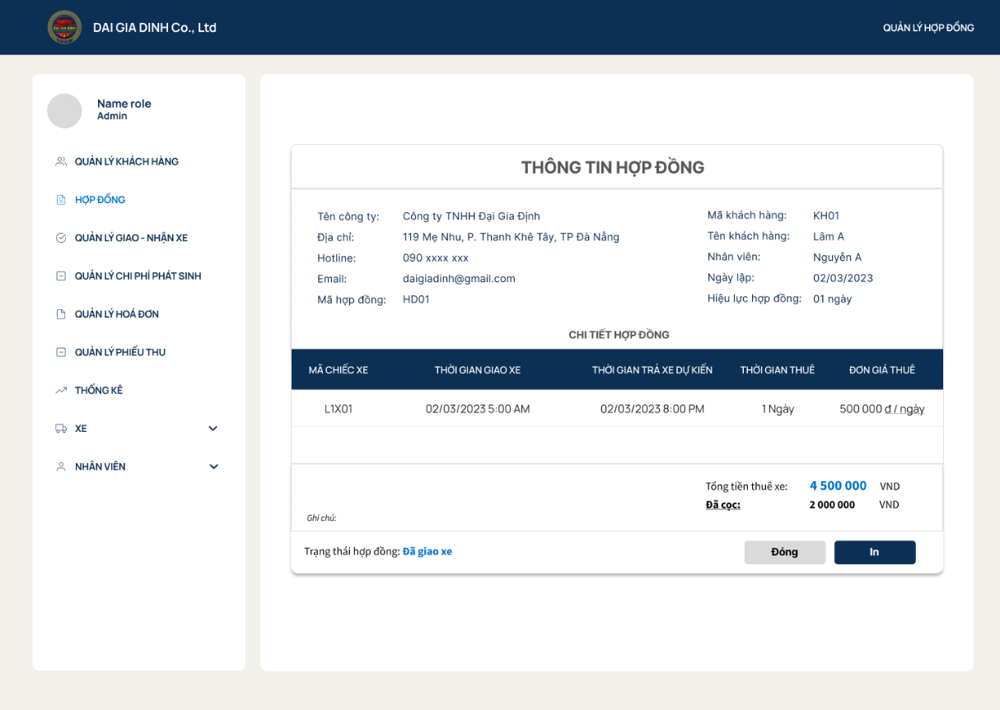 DAI GIA DINH
DAI GIA DINH Co., Ltd
QUẢN LÝ HỢP ĐỒNG
Name role
Admin
QUẢN LÝ KHÁCH HÀNG
HỢP ĐỒNG
QUẢN LÝ GIAO - NHẬN XE
QUẢN LÝ CHI PHÍ PHÁT SINH
QUẢN LÝ HOÁ ĐƠN
QUẢN LÝ PHIẾU THU
THỐNG KÊ
XE
NHÂN VIÊN
THÔNG TIN HỢP ĐỒNG
Tên công ty: Công ty TNHH Đại Gia Định
Địa chỉ: 119 Mẹ Nhu, P. Thanh Khê Tây, TP Đà Nẵng
Hotline: 090 xxxx xxx
Email: daigiadinh@gmail.com
Mã hợp đồng: HD01
Mã khách hàng: KH01
Tên khách hàng: Lâm A
Nhân viên: Nguyễn A
Ngày lập: 02/03/2023
Hiệu lực hợp đồng: 01 ngày
CHI TIẾT HỢP ĐỒNG
MÃ CHIẾC XE THỜI GIAN GIAO XE THỜI GIAN TRẢ XE DỰ KIẾN THỜI GIAN THUÊ ĐƠN GIÁ THUÊ
L1X01 02/03/2023 5:00 AM 02/03/2023 8:00 PM 1 Ngày 500 000 đ / ngày
Tổng tiền thuê xe: 4 500 000 VND
Đã cọc: 2 000 000 VND
Ghi chú:
Trạng thái hợp đồng: Đã giao xe
Đóng
In